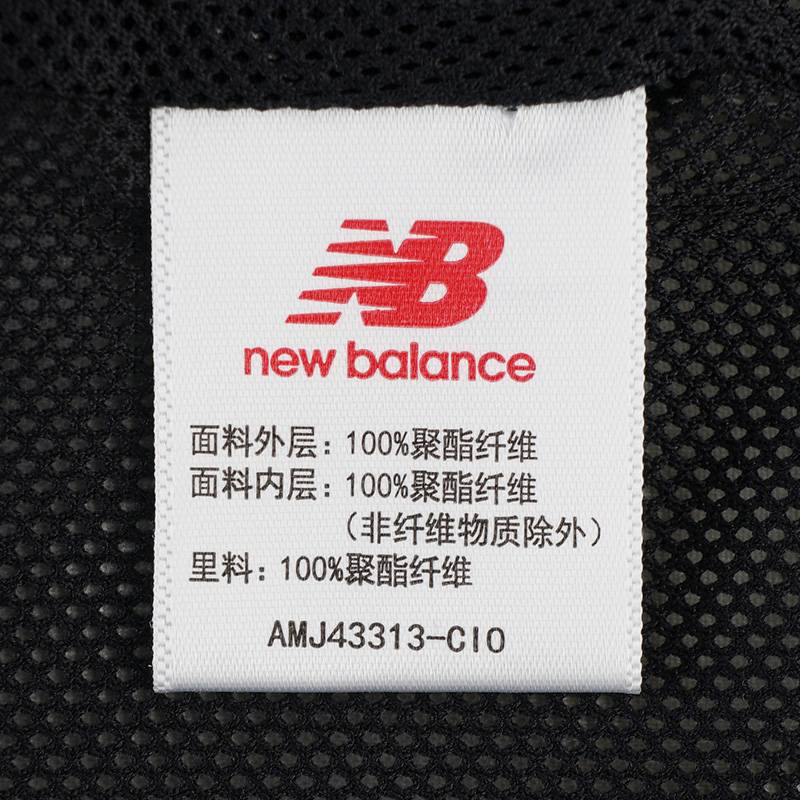 NB
new balance
面料外层：100%聚酯纤维
面料内层：100%聚酯纤维
（非纤维物质除外）
里料：100%聚酯纤维
AMJ43313-CIO